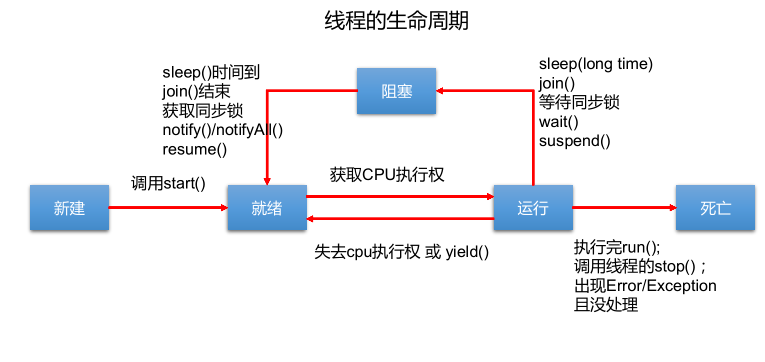 线程的生命周期
sleep()时间到
join()结束
获取同步锁
notify()/notifyAll()
resume()
阻塞
sleep(long time)
join()
等待同步锁
wait()
suspend()
新建
调用start()
就绪
获取CPU执行权
失去cpu执行权 或 yield()
运行
死亡
执行完run();
调用线程的stop() ;
出现Error/Exception
且没处理